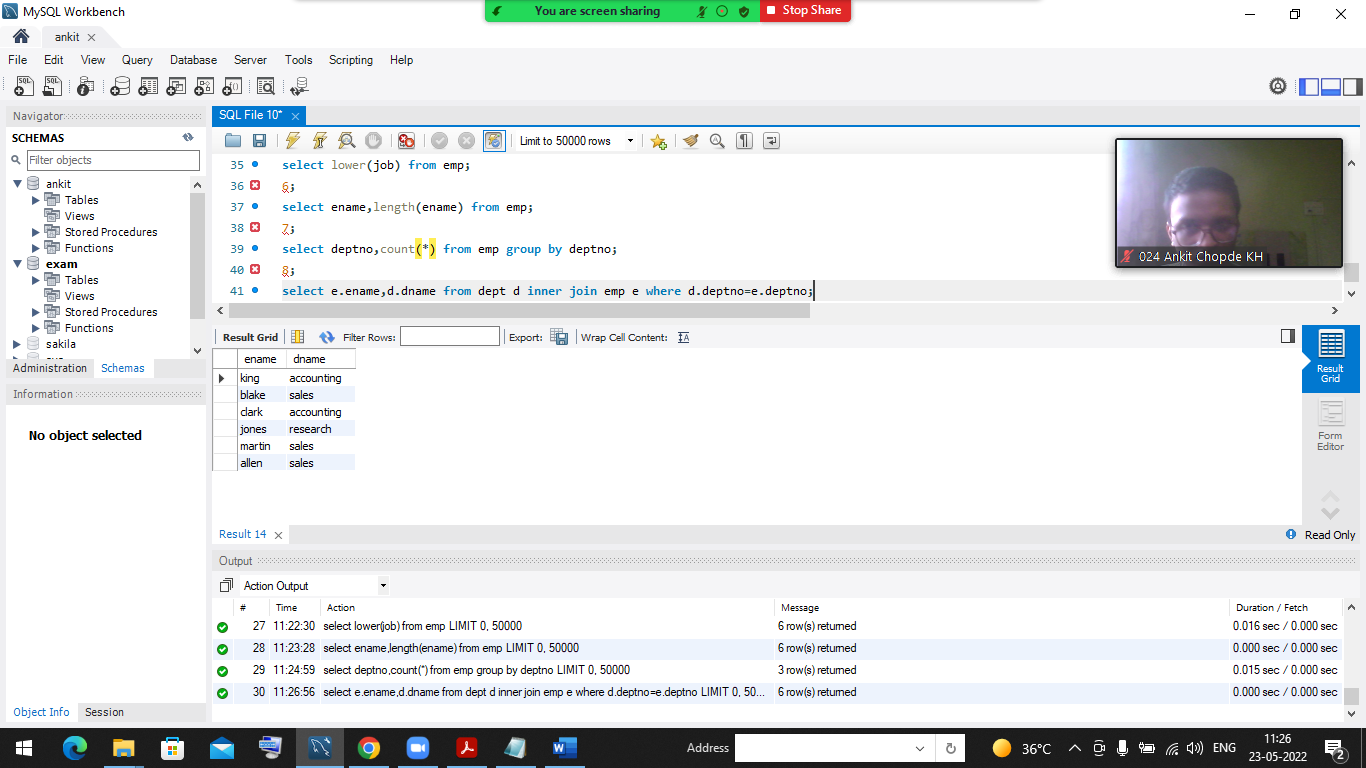 MySQL Workbench
You are screen sharing
Stop Share
ankit
File Edit View Query Database Server Tools Scripting Help
Navigator
SCHEMAS
Filter objects
ankit
Tables
Views
Stored Procedures
Functions
exam
Tables
Views
Stored Procedures
Functions
sakila
Administration Schemas
Information
No object selected
Object Info Session
SQL File 10*
Limit to 50000 rows
35 select lower(job) from emp;
36 6;
37 select ename,length(ename) from emp;
38 7;
39 select deptno,count(*) from emp group by deptno;
40 8;
41 select e.ename,d.dname from dept d inner join emp e where d.deptno=e.deptno;
024 Ankit Chopde KH
Result Grid Filter Rows: Export: Wrap Cell Content:
ename dname
king accounting
blake sales
clark accounting
jones research
martin sales
allen sales
Result Grid
Form Editor
Result 14
Read Only
Output
Action Output
# Time Action Message Duration / Fetch
27 11:22:30 select lower(job) from emp LIMIT 0, 50000 6 row(s) returned 0.016 sec / 0.000 sec
28 11:23:28 select ename,length(ename) from emp LIMIT 0, 50000 6 row(s) returned 0.000 sec / 0.000 sec
29 11:24:59 select deptno,count(*) from emp group by deptno LIMIT 0, 50000 3 row(s) returned 0.015 sec / 0.000 sec
30 11:26:56 select e.ename,d.dname from dept d inner join emp e where d.deptno=e.deptno LIMIT 0, 50... 6 row(s) returned 0.000 sec / 0.000 sec
Address
36°C
ENG
11:26
23-05-2022
2